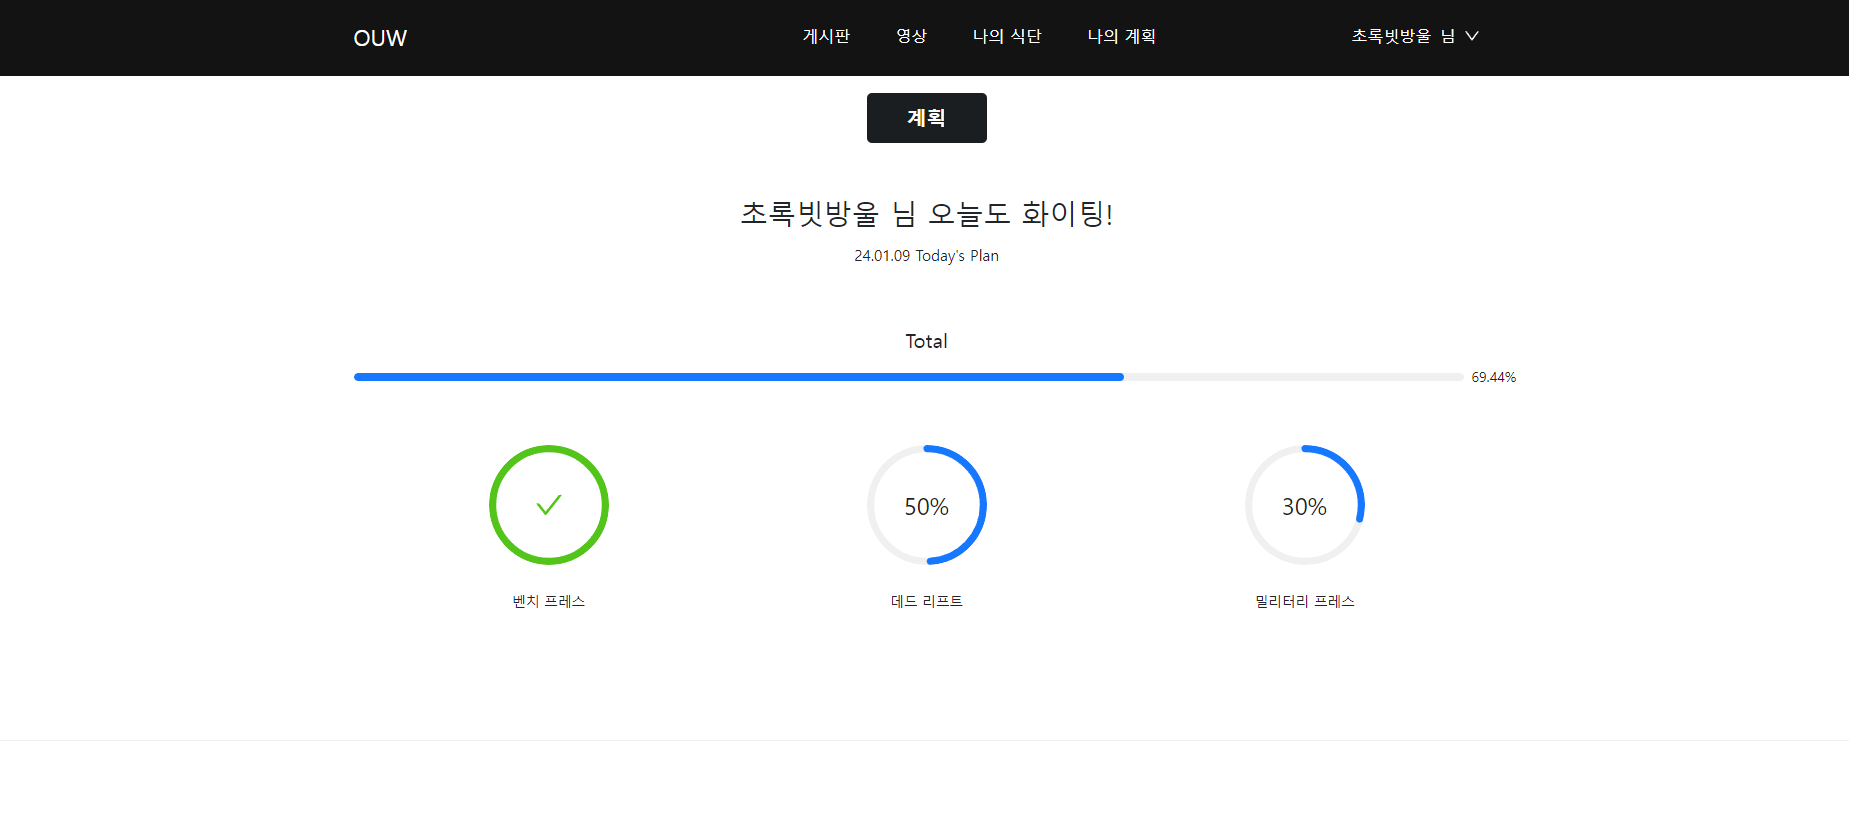 OUW 게시판 영상 나의 식단 나의 계획 초록빗방울 님
계획
초록빗방울 님 오늘도 화이팅!
24.01.09 Today's Plan
Total
69.44%
50% 30%
벤치 프레스 데드 리프트 밀리터리 프레스